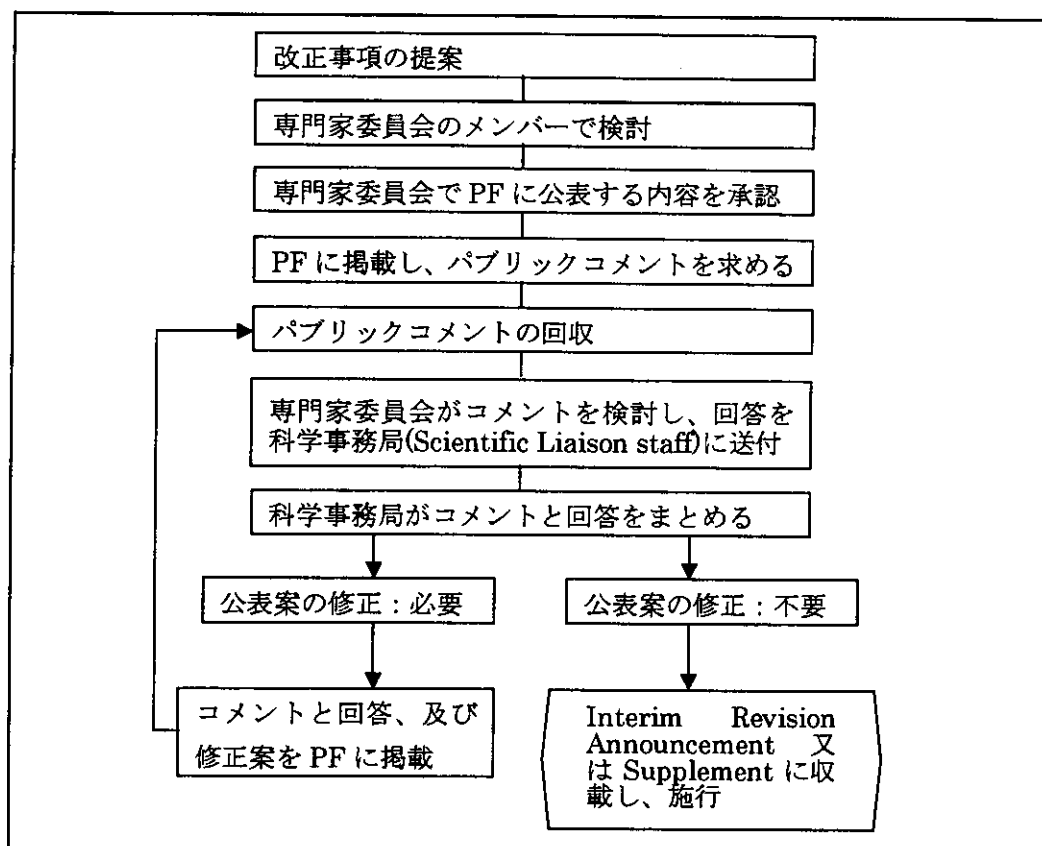 改正事項の提案
専門家委員会のメンバーで検討
専門家委員会で PF に公表する内容を承認
PF に掲載し、パブリックコメントを求める
パブリックコメントの回収
専門家委員会がコメントを検討し、回答を
科学事務局(Scientific Liaison staff)に送付
科学事務局がコメントと回答をまとめる
公表案の修正：必要
公表案の修正：不要
コメントと回答、及び
修正案を PF に掲載
Interim Revision
Announcement 又
は Supplement に収
載し、施行